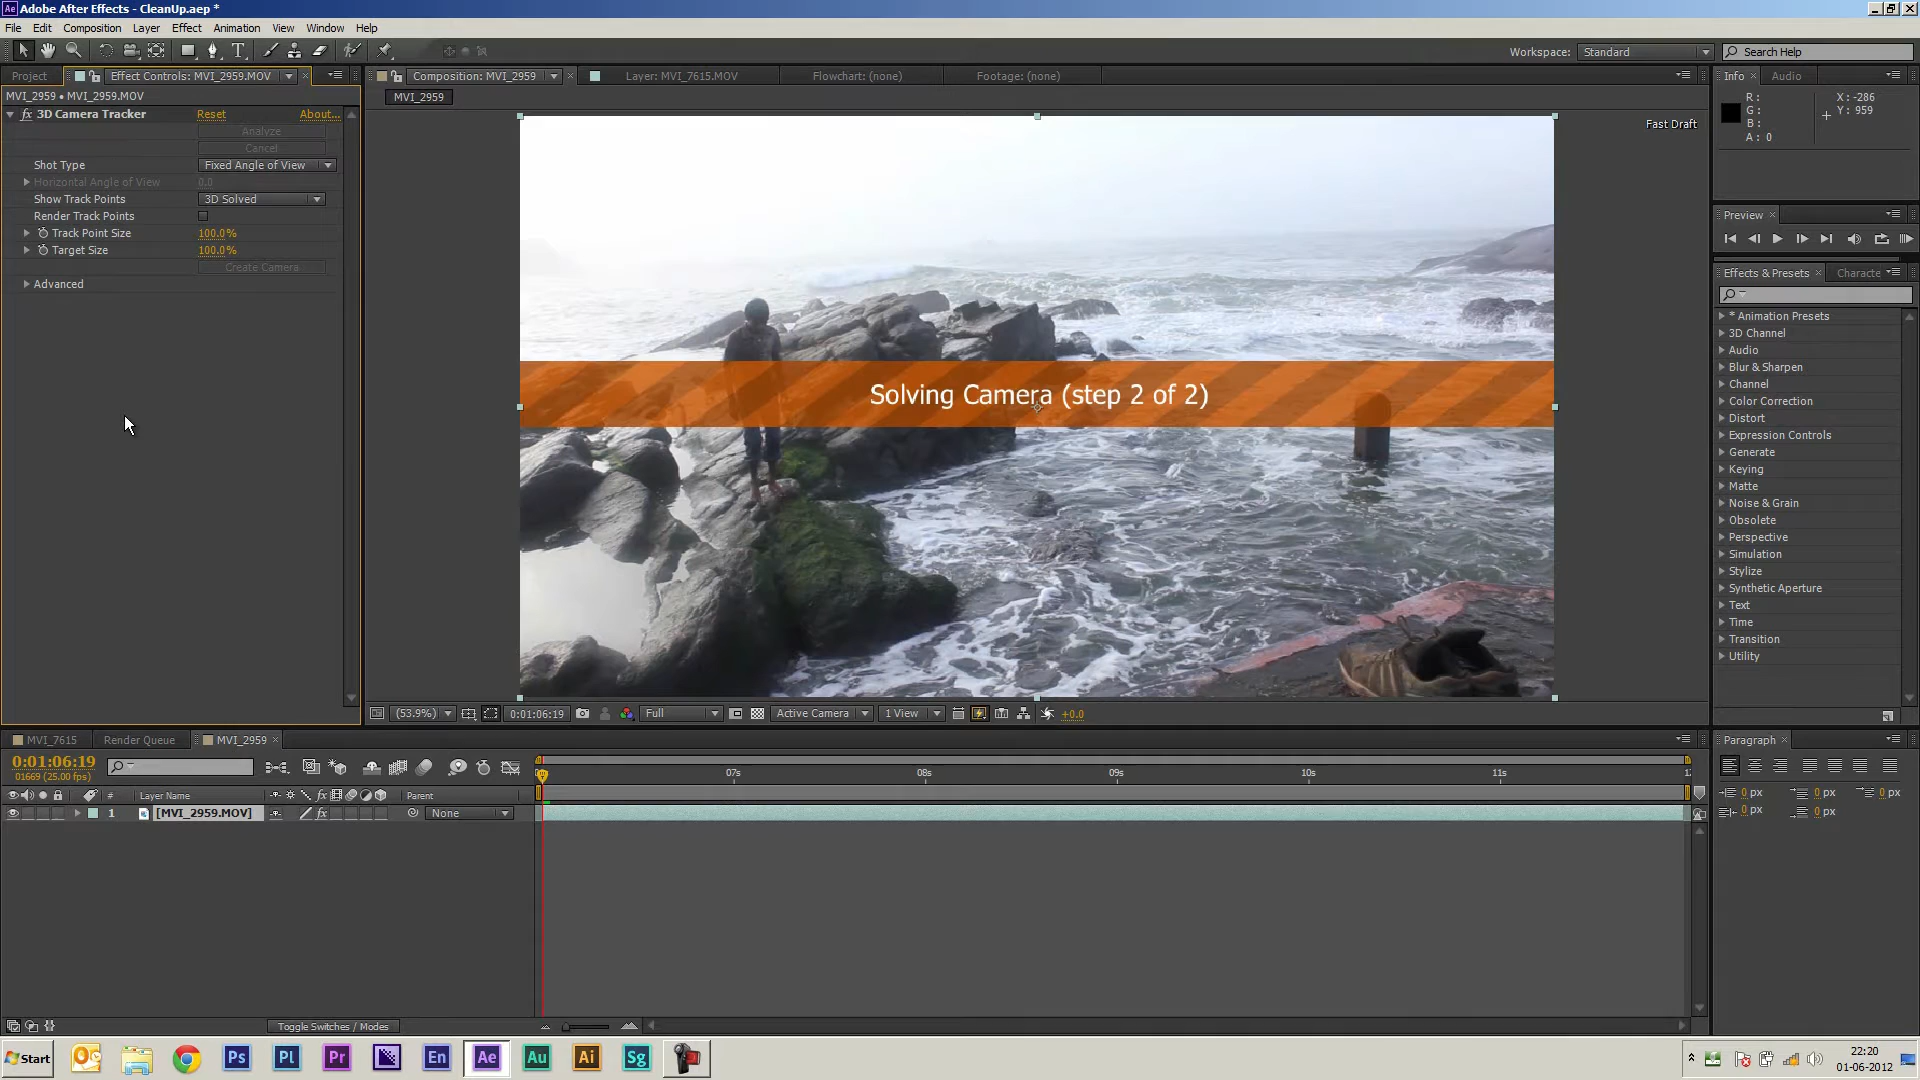 Adobe After Effects - CleanUp.aep *
File Edit Composition Layer Effect Animation View Window Help
Workspace: Standard Search Help
Project Effect Controls: MVI_2959.MOV
Composition: MVI_2959 Layer: MVI_7615.MOV Flowchart: (none) Footage: (none)
Info Audio
MVI_2959 • MVI_2959.MOV
MVI_2959
R: X: -286
G: Y: 959
B:
A: 0
3D Camera Tracker Reset About...
Analyze
Cancel
Shot Type Fixed Angle of View
Horizontal Angle of View 0.0
Show Track Points 3D Solved
Render Track Points
Track Point Size 100.0%
Target Size 100.0%
Create Camera
Advanced
Fast Draft
Solving Camera (step 2 of 2)
Preview
Effects & Presets Characte
* Animation Presets
3D Channel
Audio
Blur & Sharpen
Channel
Color Correction
Distort
Expression Controls
Generate
Keying
Matte
Noise & Grain
Obsolete
Perspective
Simulation
Stylize
Synthetic Aperture
Text
Time
Transition
Utility
(53.9%) 0:01:06:19 Full Active Camera 1 View +0.0
MVI_7615 Render Queue MVI_2959
Paragraph
0:01:06:19
01669 (25.00 fps)
07s 08s 09s 10s 11s 12
# Layer Name Parent
1 [MVI_2959.MOV] None
0 px 0 px 0 px
0 px 0 px
Toggle Switches / Modes
Start Ps Pl Pr En Ae Au Ai Sg
22:20
01-06-2012